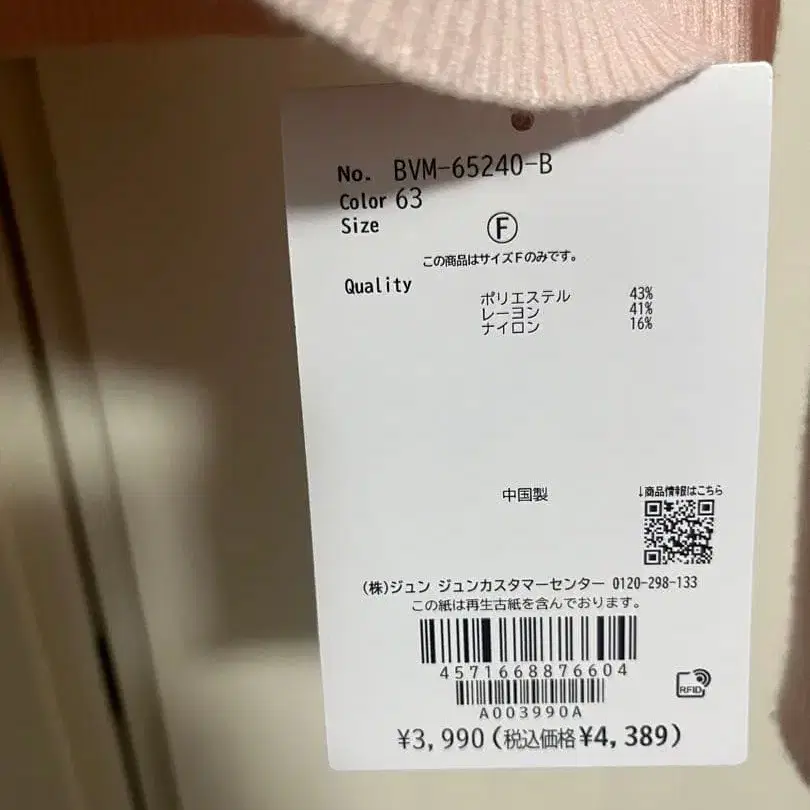 No. BVM-65240-B
Color 63
Size Ⓕ
この商品はサイズFのみです。
Quality
ポリエステル 43%
レーヨン 41%
ナイロン 16%
中国製
↓商品情報はこちら
(株)ジュン ジュンカスタマーセンター 0120-298-133
この紙は再生古紙を含んでおります。
4571668876604
RFID
A003990A
¥3,990(税込価格¥4,389)